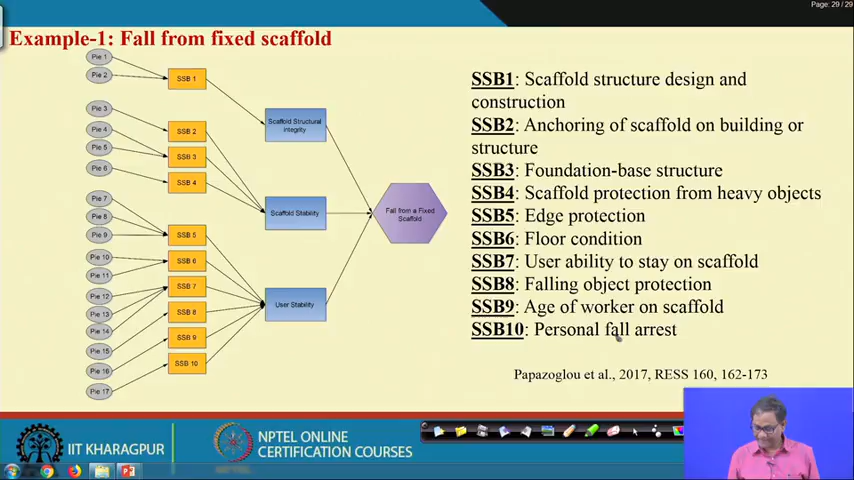 Page: 29 / 29
Example-1: Fall from fixed scaffold
Pie 1
Pie 2
Pie 3
Pie 4
Pie 5
Pie 6
Pie 7
Pie 8
Pie 9
Pie 10
Pie 11
Pie 12
Pie 13
Pie 14
Pie 15
Pie 16
Pie 17
SSB 1
SSB 2
SSB 3
SSB 4
SSB 5
SSB 6
SSB 7
SSB 8
SSB 9
SSB 10
Scaffold Structural
integrity
Scaffold Stability
User Stability
Fall from a Fixed
Scaffold
SSB1: Scaffold structure design and
construction
SSB2: Anchoring of scaffold on building or
structure
SSB3: Foundation-base structure
SSB4: Scaffold protection from heavy objects
SSB5: Edge protection
SSB6: Floor condition
SSB7: User ability to stay on scaffold
SSB8: Falling object protection
SSB9: Age of worker on scaffold
SSB10: Personal fall arrest
Papazoglou et al., 2017, RESS 160, 162-173
IIT KHARAGPUR
NPTEL ONLINE
CERTIFICATION COURSES